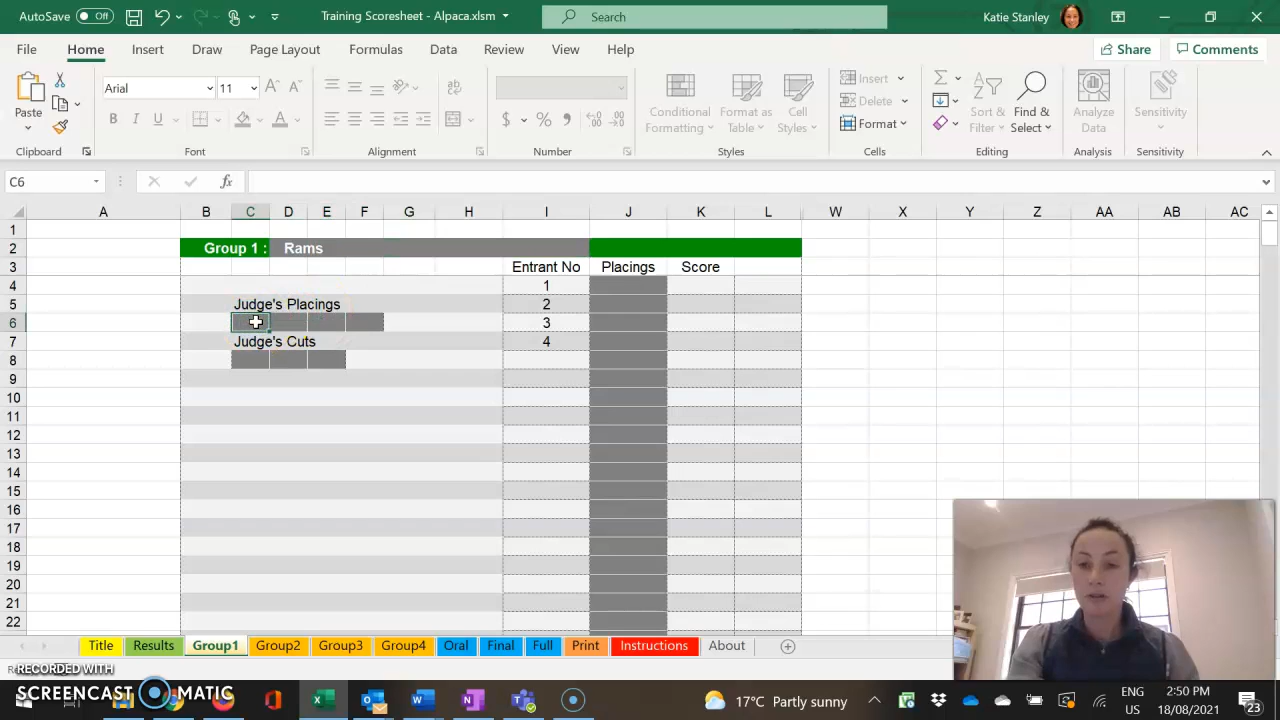 AutoSave Off Training Scoresheet - Alpaca.xlsm Search Katie Stanley
File Home Insert Draw Page Layout Formulas Data Review View Help Share Comments
Arial 11 Insert
Paste Conditional Format as Cell Delete Sort & Find & Analyze Sensitivity
Formatting Table Styles Format Filter Select Data
Clipboard Font Alignment Number Styles Cells Editing Analysis Sensitivity
C6 fx
A B C D E F G H I J K L W X Y Z AA AB AC
1
2 Group 1 : Rams
3 Entrant No Placings Score
4 1
5 Judge's Placings 2
6 3
7 Judge's Cuts 4
8
9
10
11
12
13
14
15
16
17
18
19
20
21
22
Title Results Group1 Group2 Group3 Group4 Oral Final Full Print Instructions About
RECORDED WITH
SCREENCAST MATIC 17°C Partly sunny ENG US 2:50 PM 18/08/2021 23